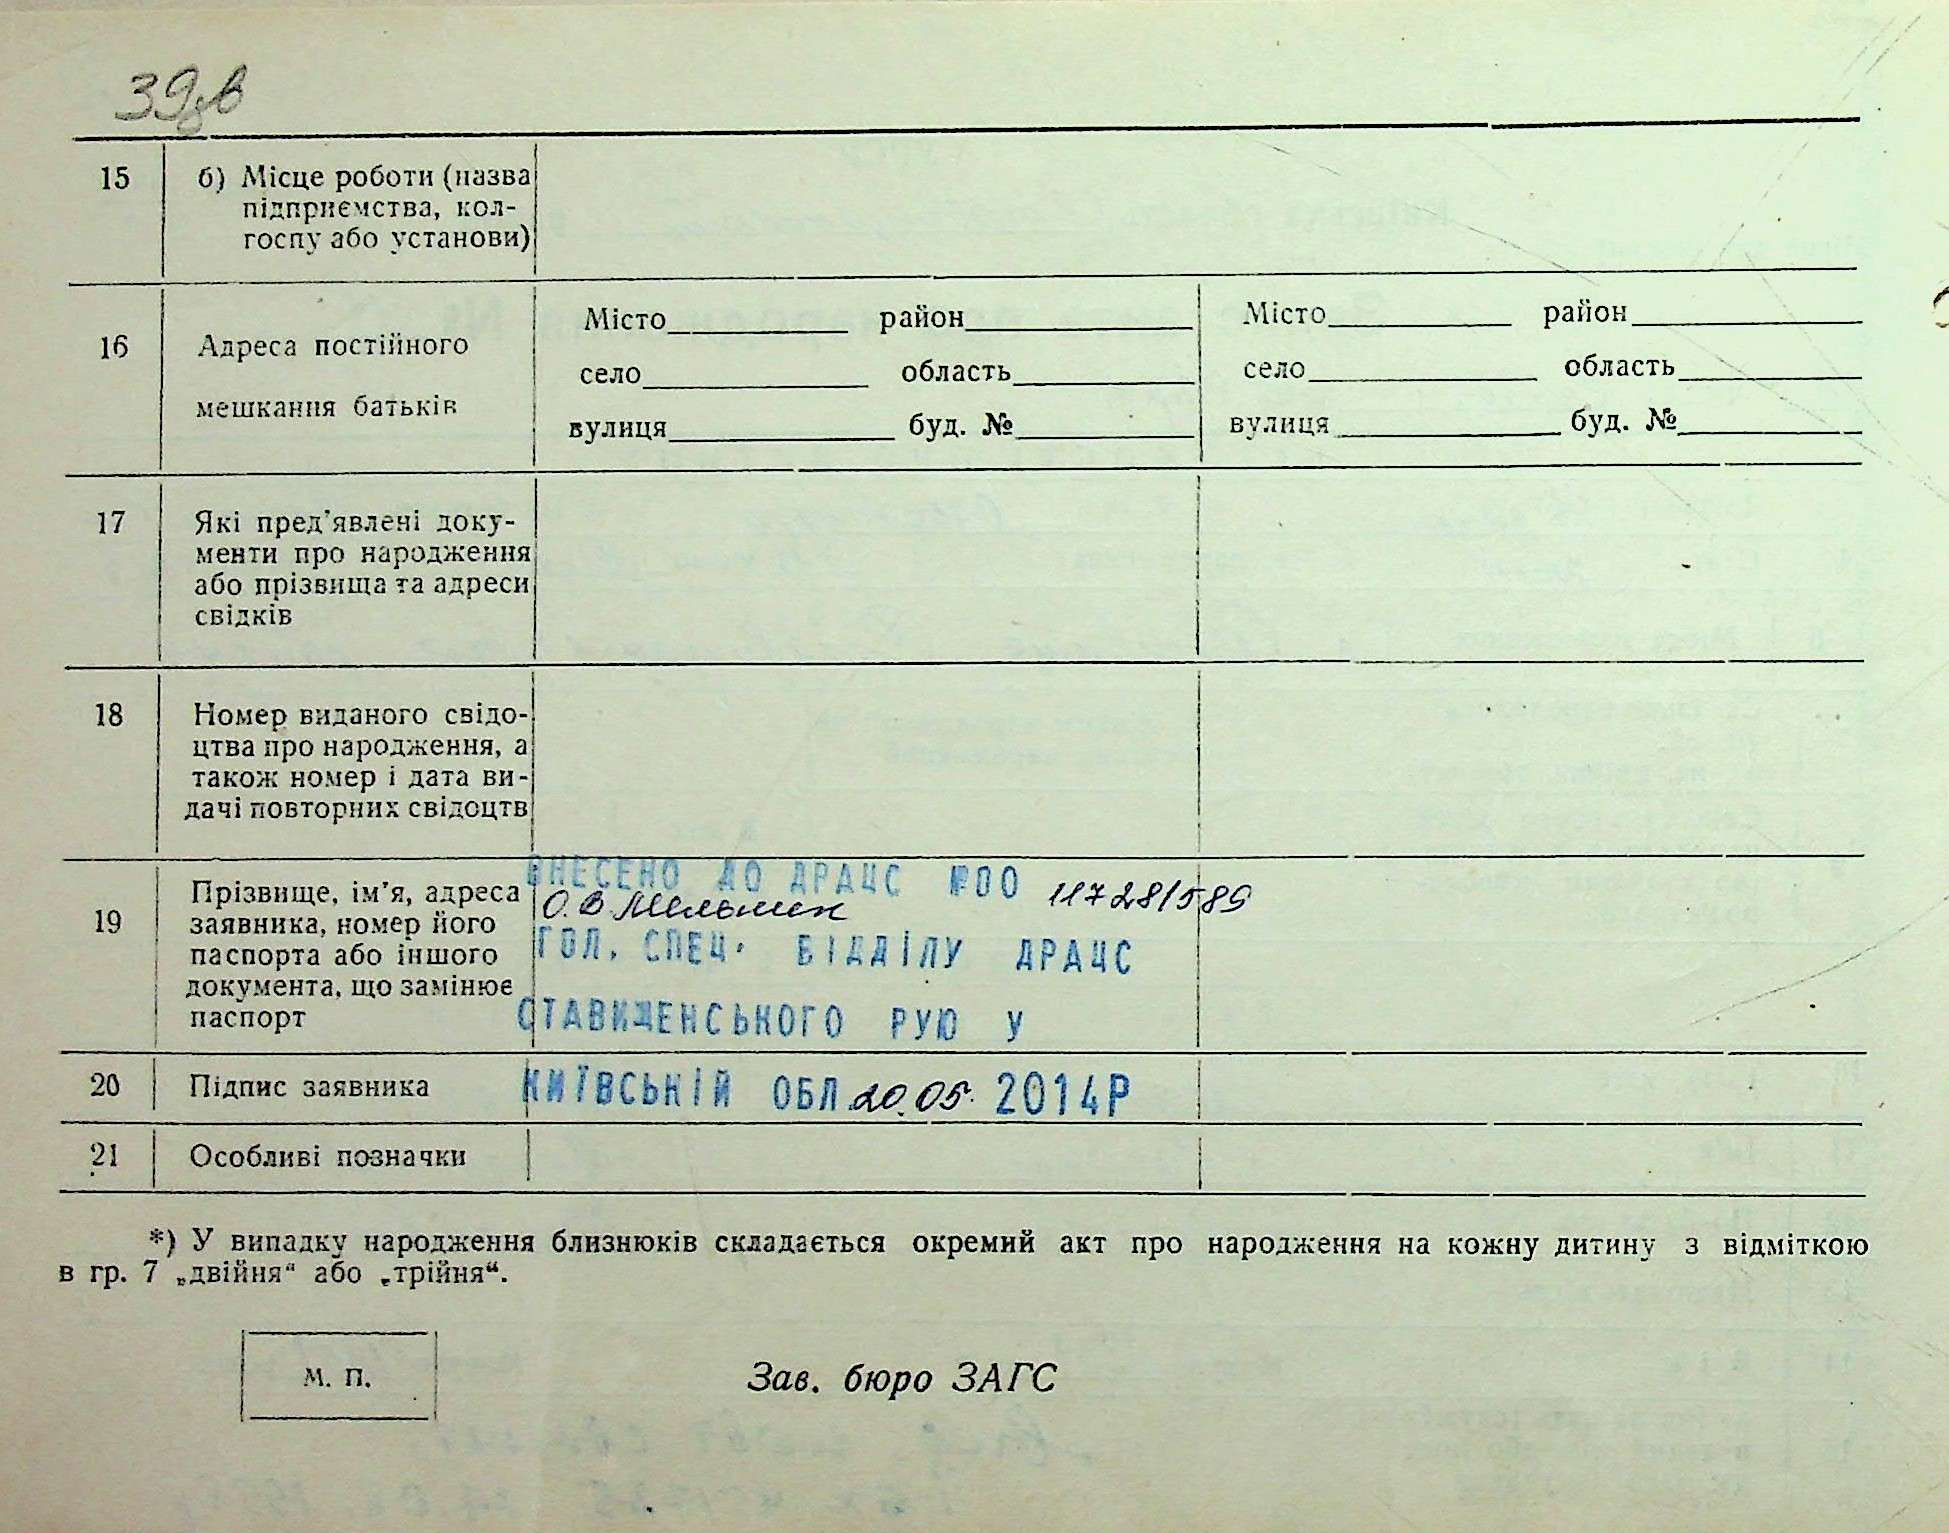 39зв
15 б) Місце роботи (назва
підприємства, кол-
госпу або установи)
16 Адреса постійного
мешкання батьків
Місто район
село область
вулиця буд. №
Місто район
село область
вулиця буд. №
17 Які пред'явлені доку-
менти про народження
або прізвища та адреси
свідків
18 Номер виданого свідо-
цтва про народження, а
також номер і дата ви-
дачі повторних свідоцтв
19 Прізвище, ім'я, адреса
заявника, номер його
паспорта або іншого
документа, що замінює
паспорт
ВНЕСЕНО ДО ДРАЦС №00 117281589
О.В.Мельник
ГОЛ. СПЕЦ. ВІДДІЛУ ДРАЦС
СТАВИЩЕНСЬКОГО РУЮ У
20 Підпис заявника
КИЇВСЬКІЙ ОБЛ 20.05. 2014Р
21 Особливі позначки
*) У випадку народження близнюків складається окремий акт про народження на кожну дитину з відміткою
в гр. 7 „двійня“ або „трійня“.
М. П.
Зав. бюро ЗАГС